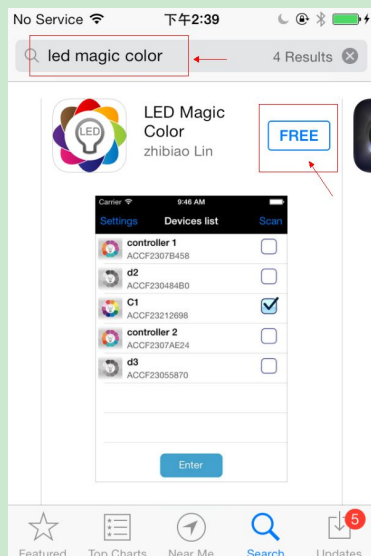 No Service 下午2:39
led magic color 4 Results
LED
LED Magic
Color
zhibiao Lin
FREE
Carrier 9:46 AM
Settings Devices list Scan
controller 1
ACCF2307B458
d2
ACCF230484B0
C1
ACCF23212698
controller 2
ACCF2307AE24
d3
ACCF23055870
Enter
5
Featured Top Charts Near Me Search Updates